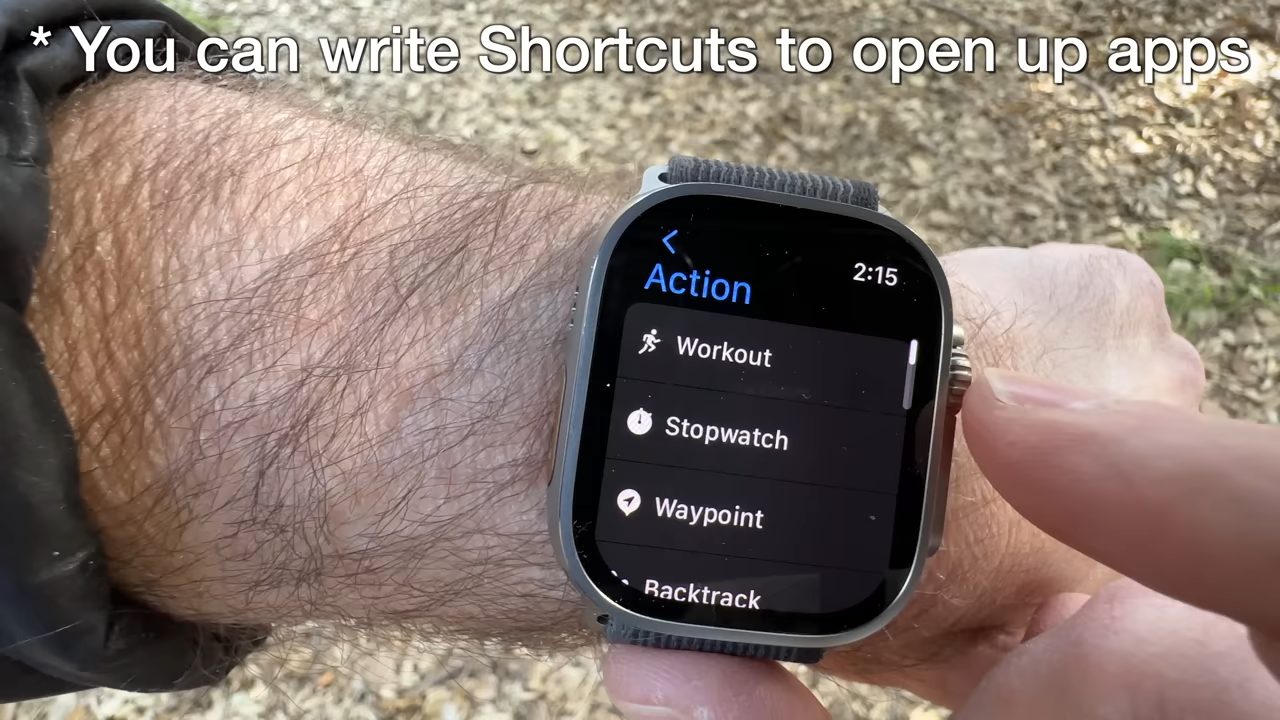 * You can write Shortcuts to open up apps
2:15
Action
Workout
Stopwatch
Waypoint
Backtrack